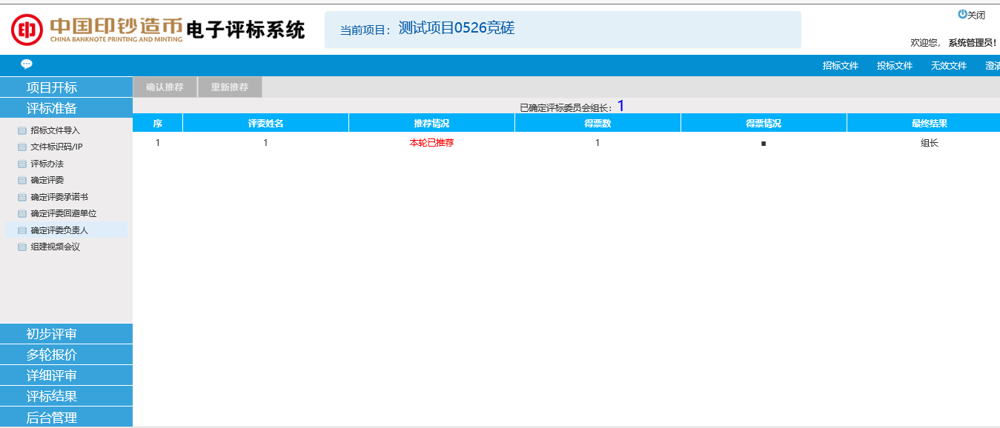 中国印钞造币
CHINA BANKNOTE PRINTING AND MINTING
电子评标系统
当前项目： 测试项目0526竞磋
关闭
欢迎您， 系统管理员！
招标文件 投标文件 无效文件 澄清
项目开标
评标准备
招标文件导入
文件标识码/IP
评标办法
确定评委
确定评委承诺书
确定评委回避单位
确定评委负责人
组建视频会议
初步评审
多轮报价
详细评审
评标结果
后台管理
确认推荐 重新推荐
已确定评标委员会组长： 1
序 评委姓名 推荐情况 得票数 得票情况 最终结果
1 1 本轮已推荐 1 ■ 组长